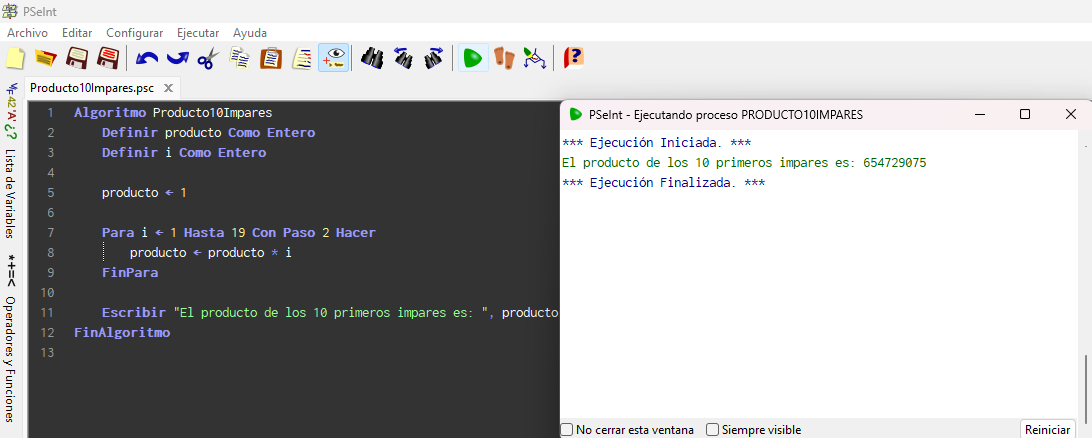 PSeInt
Archivo Editar Configurar Ejecutar Ayuda
Producto10Impares.psc
42 'A' ¿?
Lista de Variables
*+=<
Operadores y Funciones
1 Algoritmo Producto10Impares
2 Definir producto Como Entero
3 Definir i Como Entero
4
5 producto ← 1
6
7 Para i ← 1 Hasta 19 Con Paso 2 Hacer
8 producto ← producto * i
9 FinPara
10
11 Escribir "El producto de los 10 primeros impares es: ", producto
12 FinAlgoritmo
13
PSeInt - Ejecutando proceso PRODUCTO10IMPARES
*** Ejecución Iniciada. ***
El producto de los 10 primeros impares es: 654729075
*** Ejecución Finalizada. ***
No cerrar esta ventana Siempre visible Reiniciar